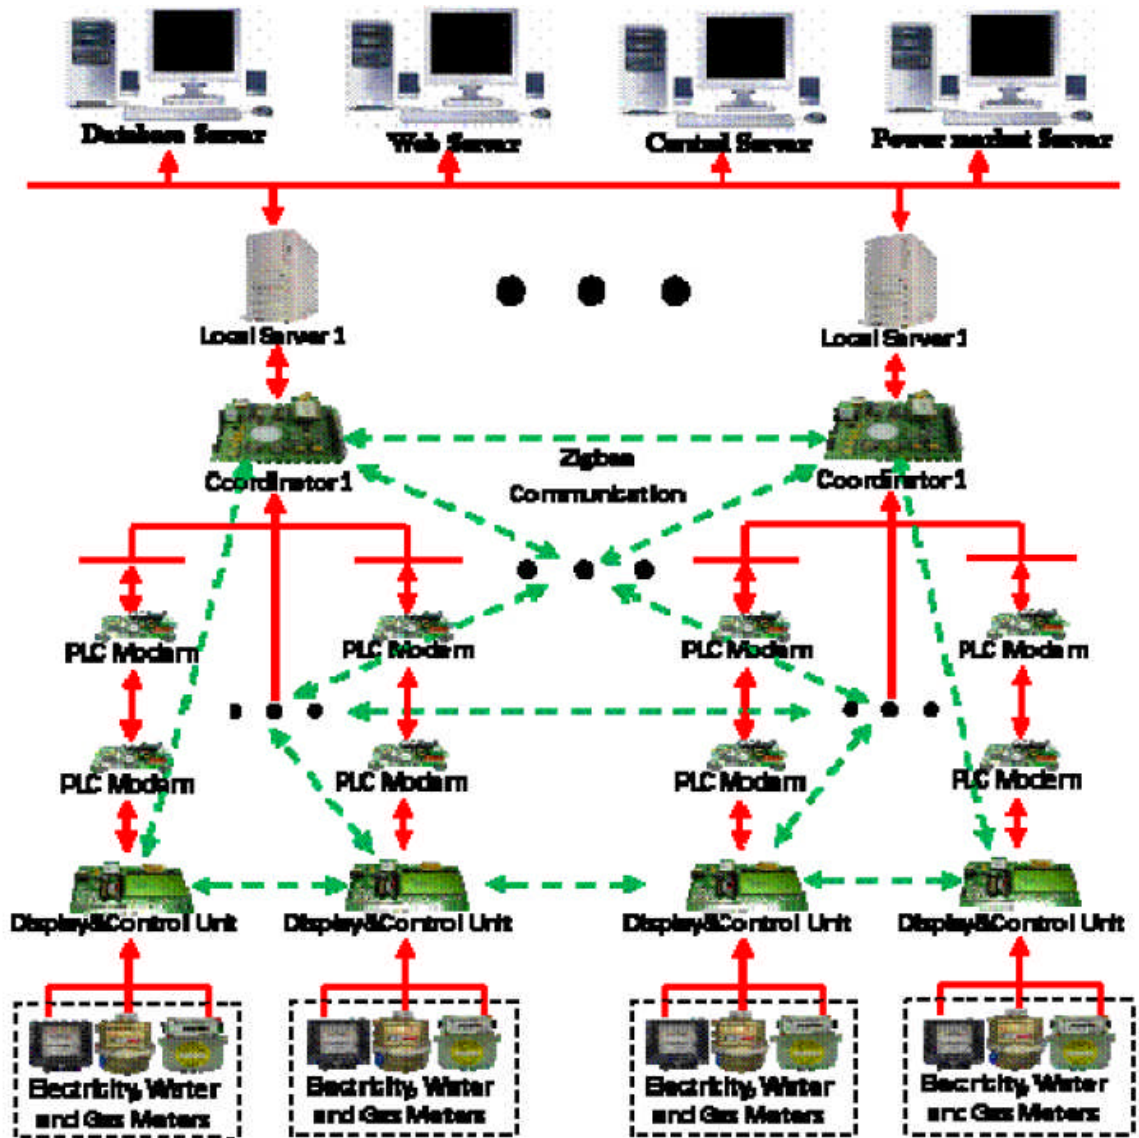 Database Server
Web Server
Control Server
Power market Server
Local Server 1
Local Server 1
Zigbee
Coordinator 1
Communication
Coordinator 1
PLC Modem
PLC Modem
PLC Modem
PLC Modem
PLC Modem
PLC Modem
PLC Modem
PLC Modem
Display&Control Unit
Display&Control Unit
Display&Control Unit
Display&Control Unit
Electricity, Water
and Gas Meters
Electricity, Water
and Gas Meters
Electricity, Water
and Gas Meters
Electricity, Water
and Gas Meters